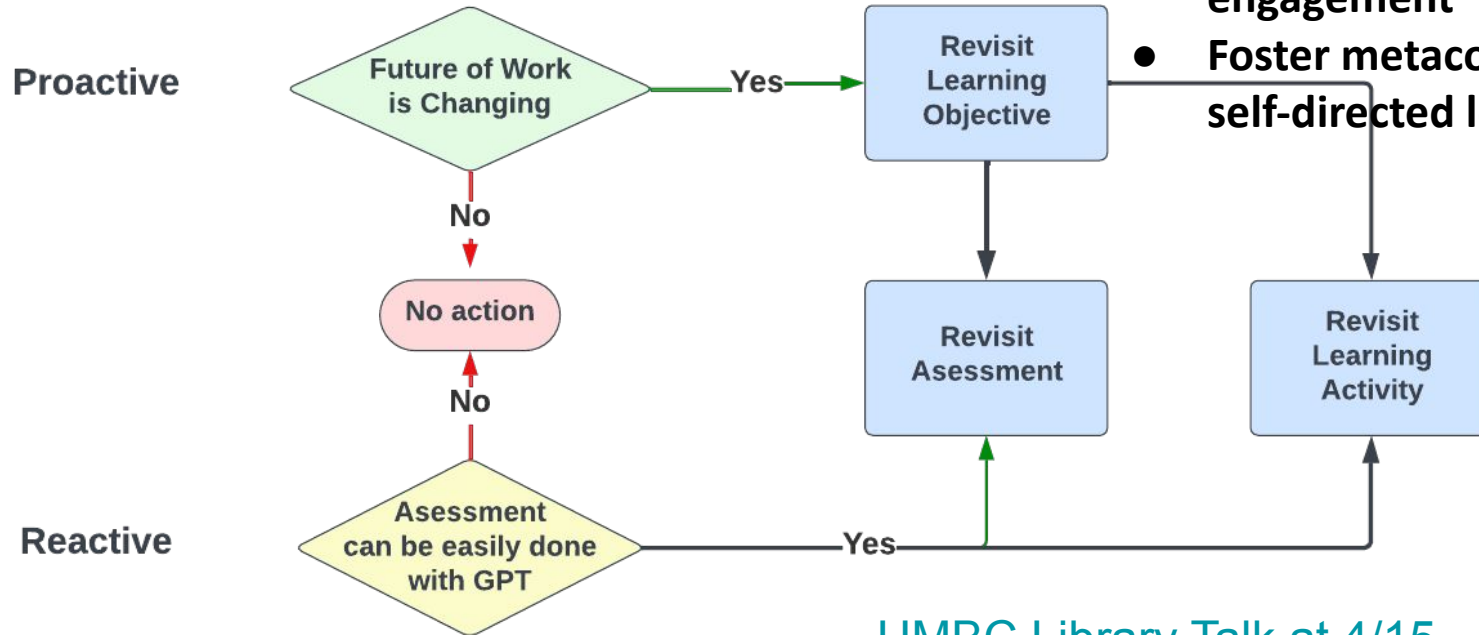 engagement
Proactive
Future of Work
is Changing
Yes
Revisit
Learning
Objective
● Foster
self-directed
No
No action
Revisit
Asessment
Revisit
Learning
Activity
No
Reactive
Asessment
can be easily done
with GPT
Yes
UMBC Library Talk at 4/15